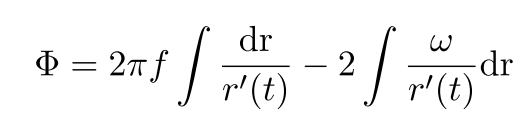 Φ = 2πf ∫ dr/r′(t) − 2 ∫ ω/r′(t) dr